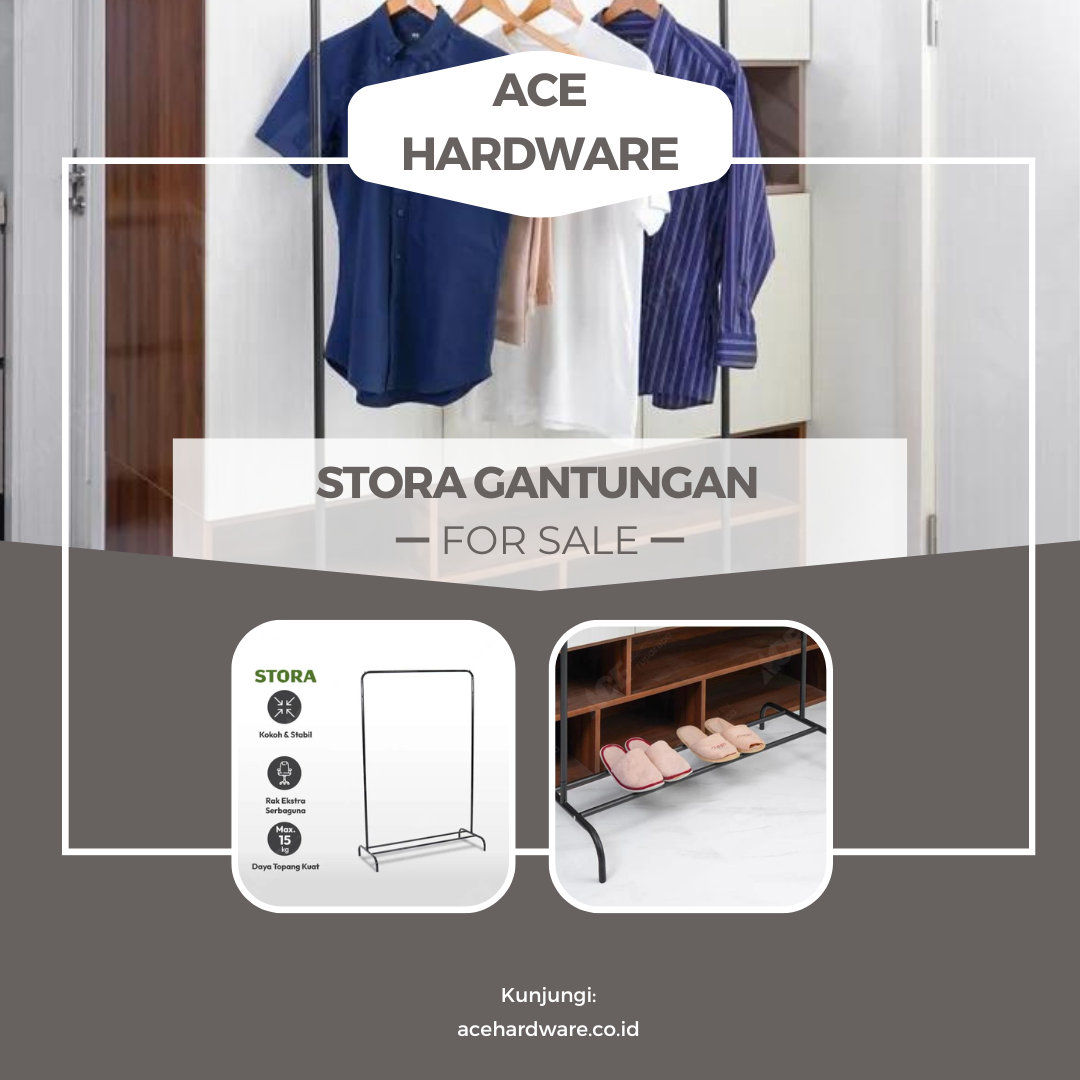 ACE
HARDWARE
STORA GANTUNGAN
FOR SALE
STORA
Kokoh & Stabil
Rak Ekstra
Serbaguna
Max.
15
kg
Daya Topang Kuat
Kunjungi:
acehardware.co.id